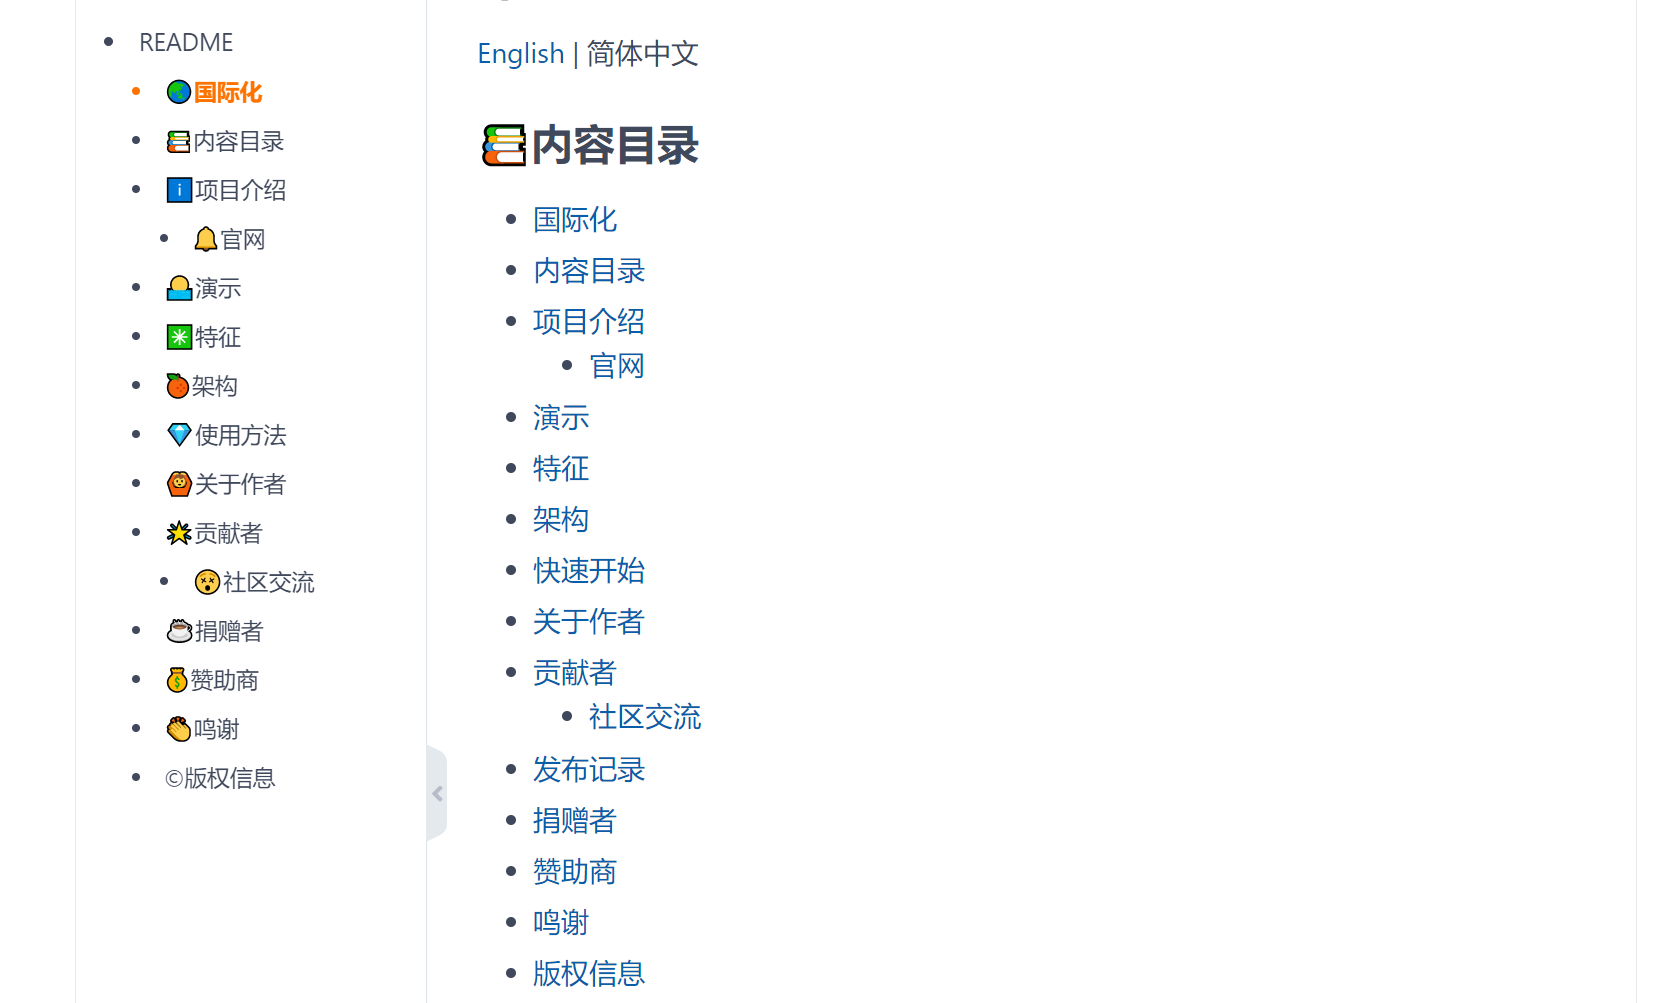 README
🌏国际化
📚内容目录
ℹ️项目介绍
🔔官网
演示
✳️特征
🍊架构
💎使用方法
🙆关于作者
🌟贡献者
😵社区交流
☕捐赠者
💰赞助商
👏鸣谢
©版权信息
English | 简体中文
📚内容目录
国际化
内容目录
项目介绍
官网
演示
特征
架构
快速开始
关于作者
贡献者
社区交流
发布记录
捐赠者
赞助商
鸣谢
版权信息